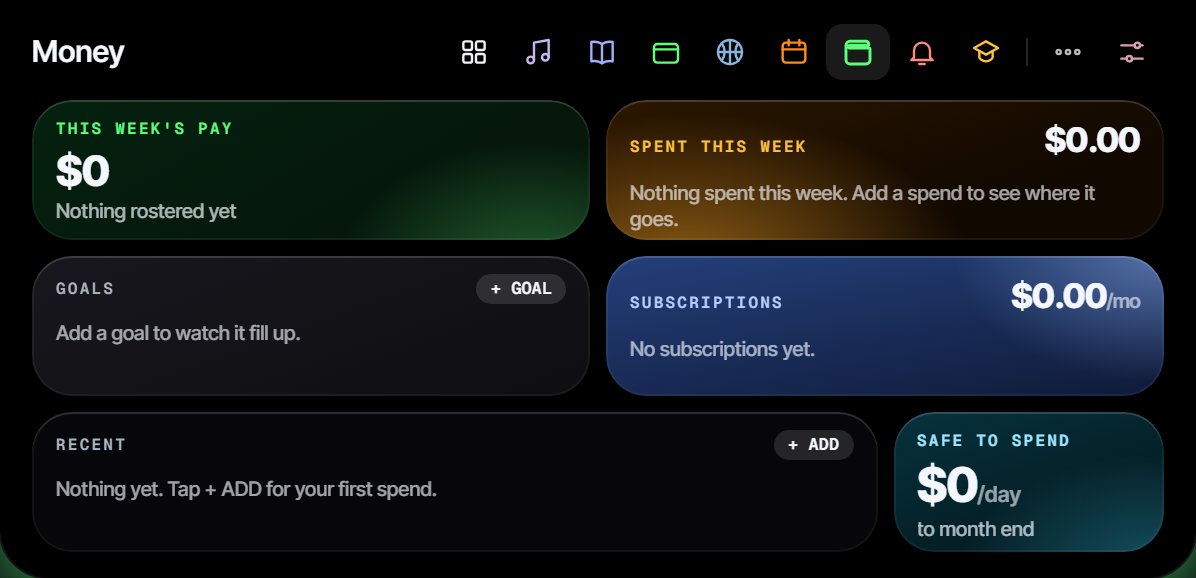 Money
THIS WEEK'S PAY
$0
Nothing rostered yet
SPENT THIS WEEK
$0.00
Nothing spent this week. Add a spend to see where it
goes.
GOALS
+ GOAL
Add a goal to watch it fill up.
SUBSCRIPTIONS
$0.00/mo
No subscriptions yet.
RECENT
+ ADD
Nothing yet. Tap + ADD for your first spend.
SAFE TO SPEND
$0/day
to month end